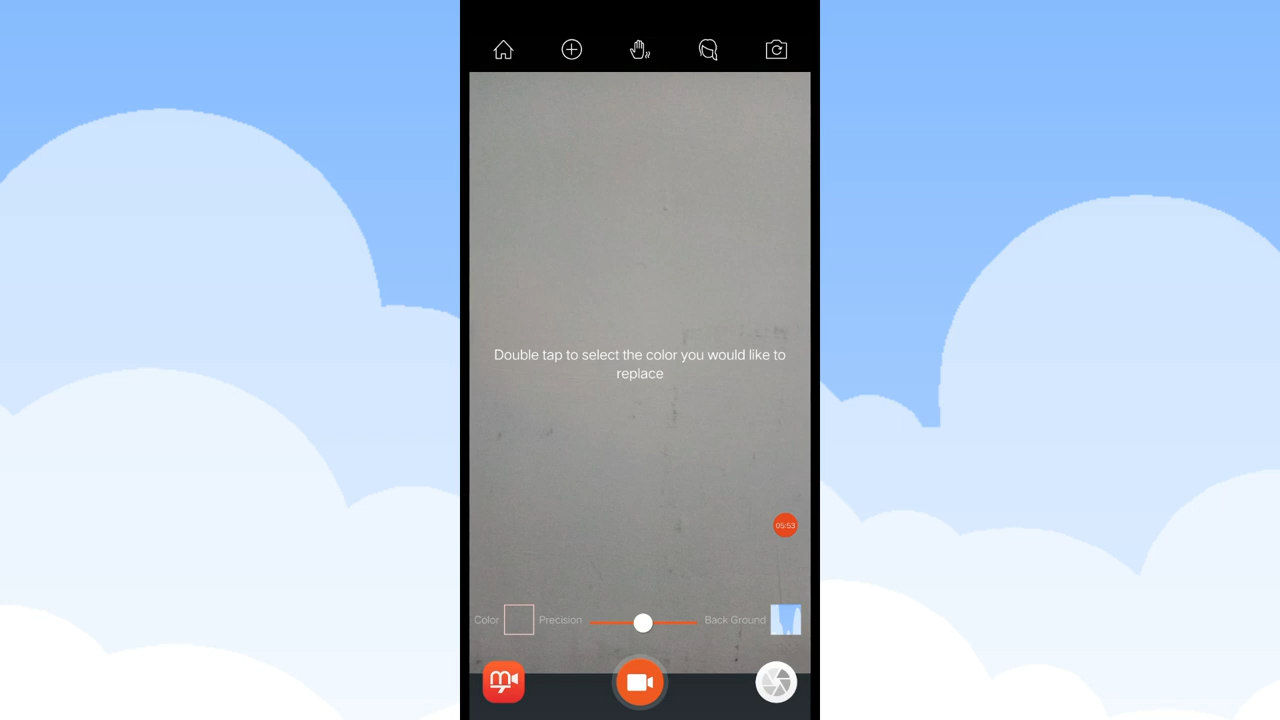 Double tap to select the color you would like to
replace
05:53
Color
Precision
Back Ground